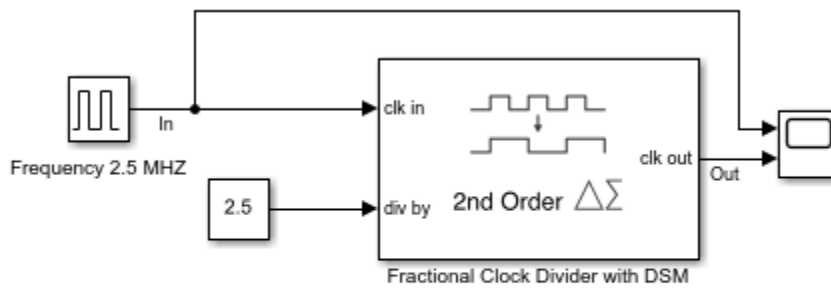 In
Frequency 2.5 MHZ
2.5
clk in
div by
2nd Order ΔΣ
clk out
Out
Fractional Clock Divider with DSM